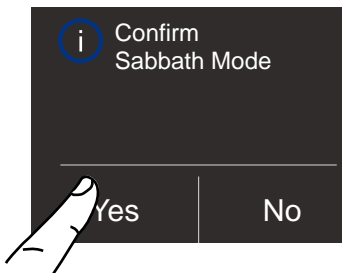 i
Confirm
Sabbath Mode
Yes
No